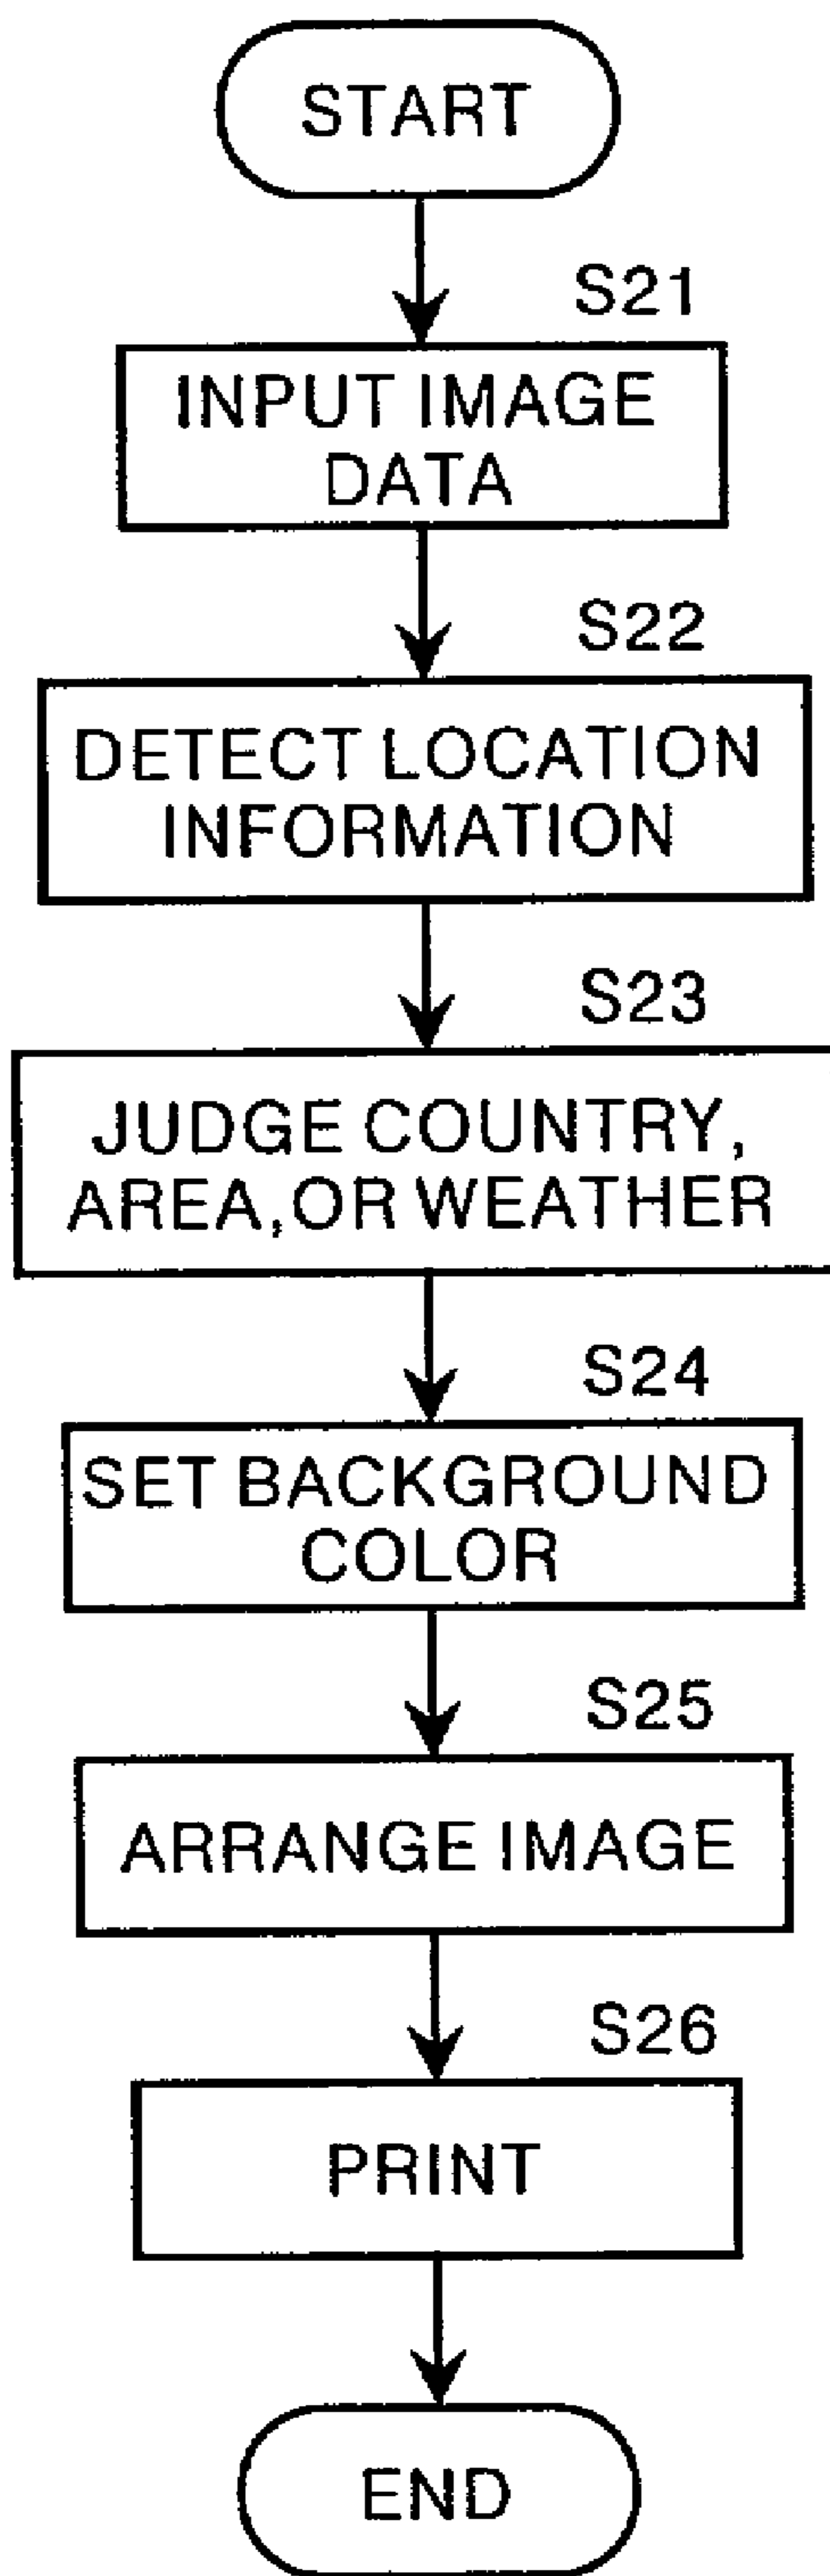 START
S21
INPUT IMAGE
DATA
S22
DETECT LOCATION
INFORMATION
S23
JUDGE COUNTRY,
AREA,OR WEATHER
S24
SET BACKGROUND
COLOR
S25
ARRANGE IMAGE
S26
PRINT
END